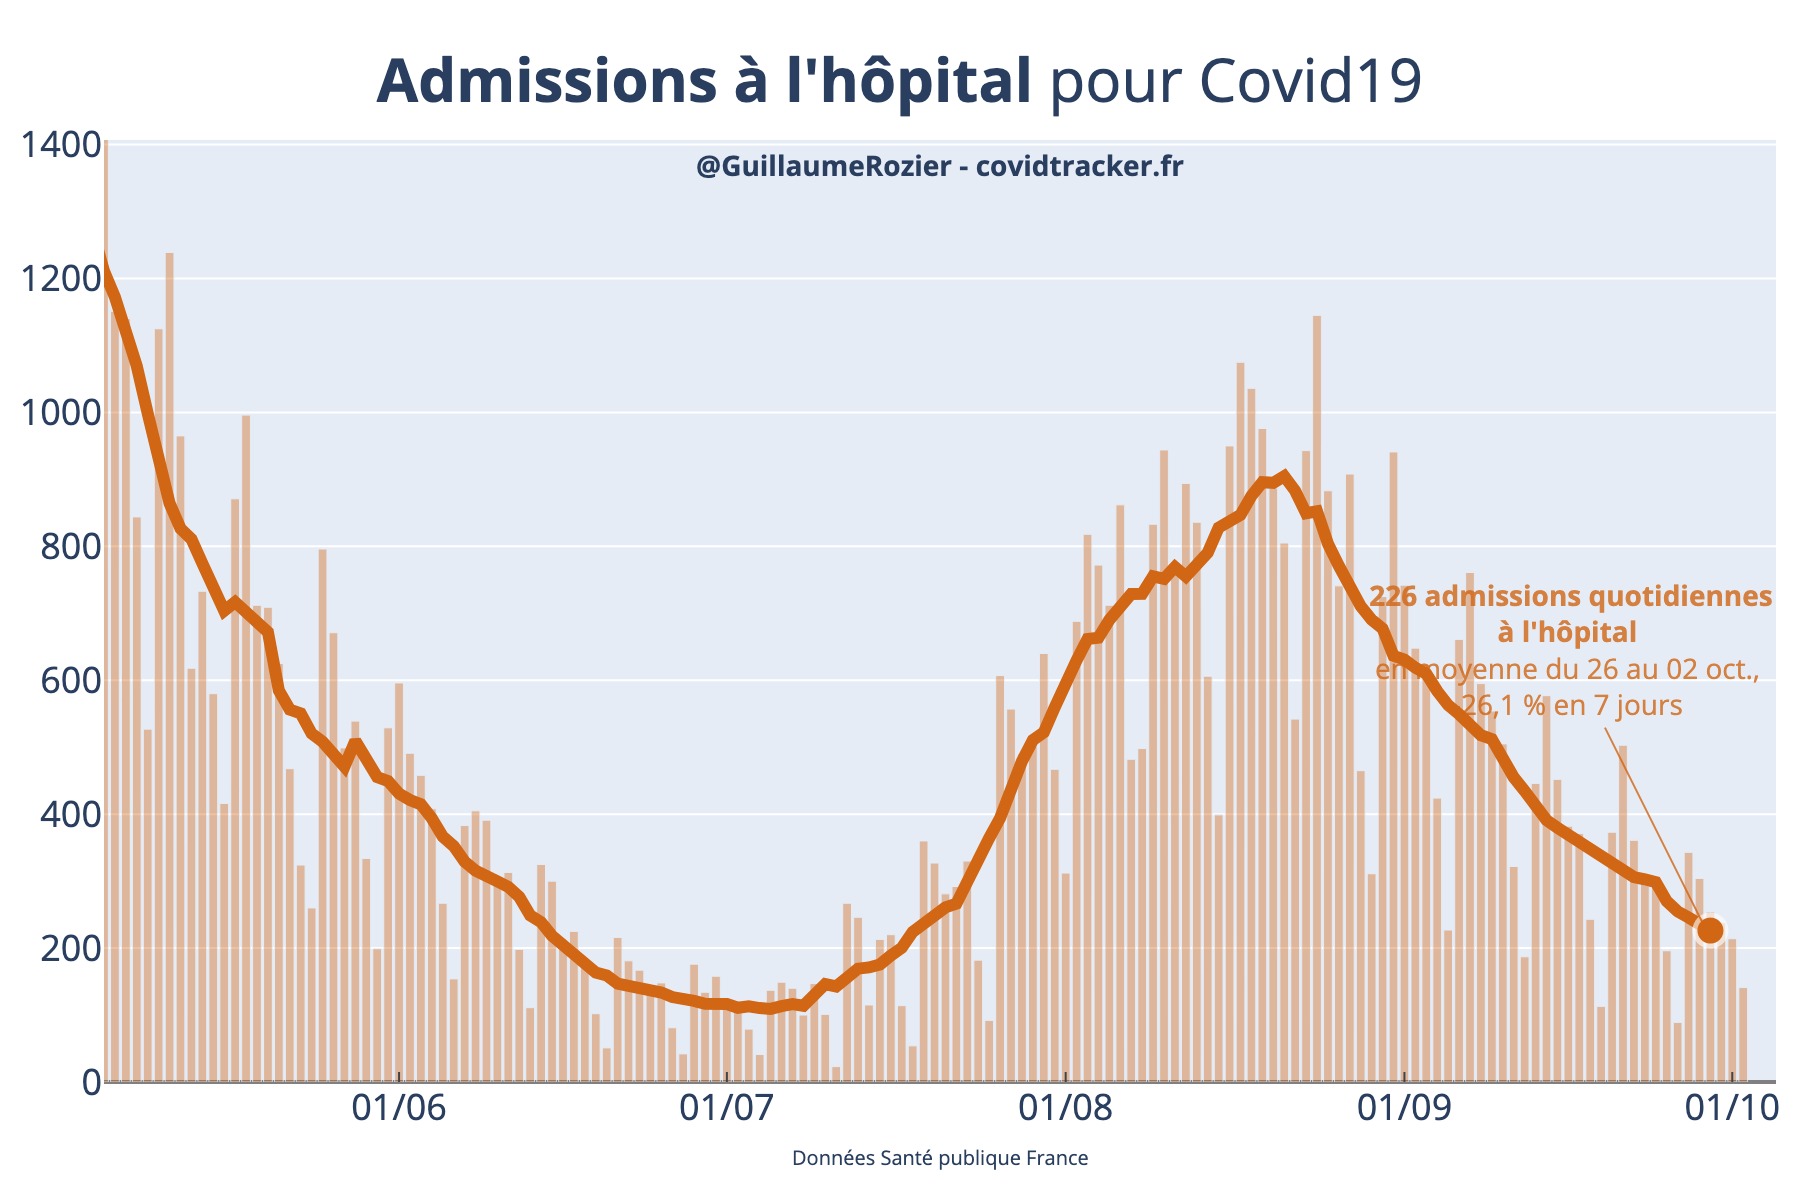 Admissions à l'hôpital pour Covid19
@GuillaumeRozier - covidtracker.fr
1400
1200
1000
800
600
400
200
0
226 admissions quotidiennes
à l'hôpital
en moyenne du 26 au 02 oct.,
26,1 % en 7 jours
01/06 01/07 01/08 01/09 01/10
Données Santé publique France